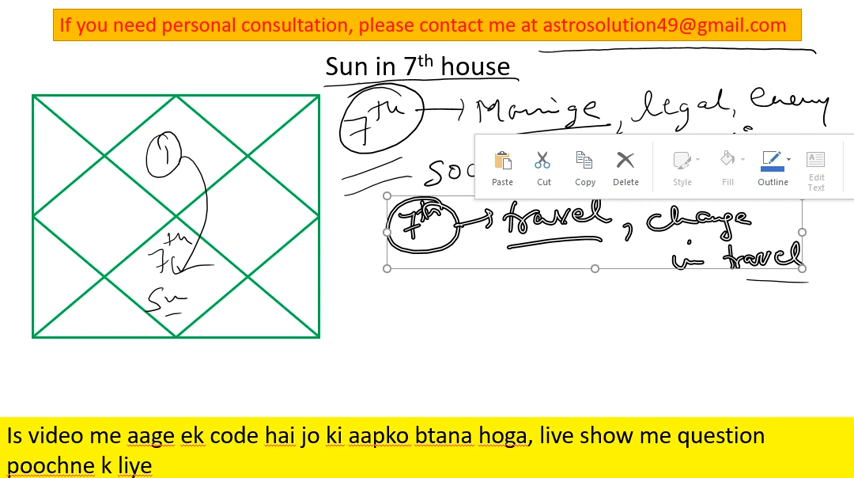 If you need personal consultation, please contact me at astrosolution49@gmail.com
Sun in 7th house
7th → Marrige, legal, enemy
soc
Paste Cut Copy Delete Style Fill Outline Edit Text
7th → travel, change
in travel
1
7th
Sun
Is video me aage ek code hai jo ki aapko btana hoga, live show me question
poochne k liye